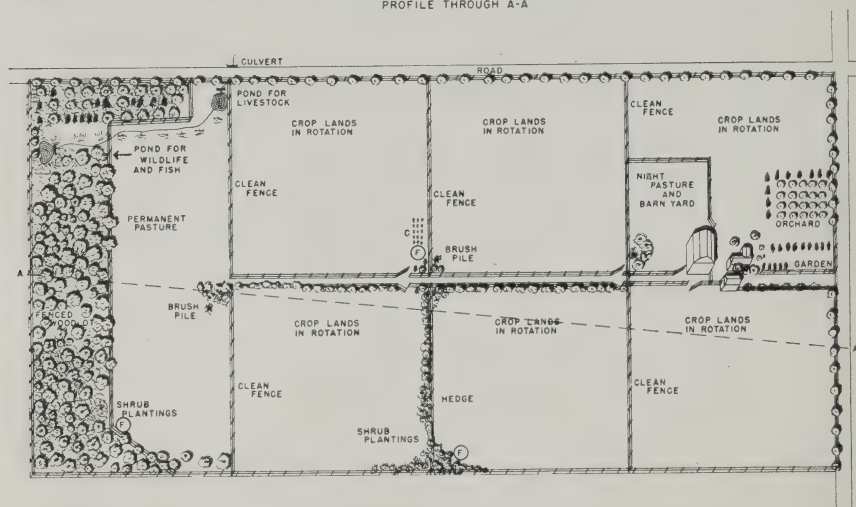 PROFILE THROUGH A-A
CULVERT
ROAD
POND FOR
LIVESTOCK
CROP LANDS
IN ROTATION
CROP LANDS
IN ROTATION
CLEAN
FENCE
CROP LANDS
IN ROTATION
POND FOR
WILDLIFE
AND FISH
CLEAN
FENCE
CLEAN
FENCE
NIGHT
PASTURE
AND
BARN YARD
PERMANENT
PASTURE
ORCHARD
C
F
BRUSH
PILE
GARDEN
A
BRUSH
PILE
FENCED
WOODLOT
CROP LANDS
IN ROTATION
CROP LANDS
IN ROTATION
CROP LANDS
IN ROTATION
A
CLEAN
FENCE
HEDGE
CLEAN
FENCE
SHRUB
PLANTINGS
F
SHRUB
PLANTINGS
F